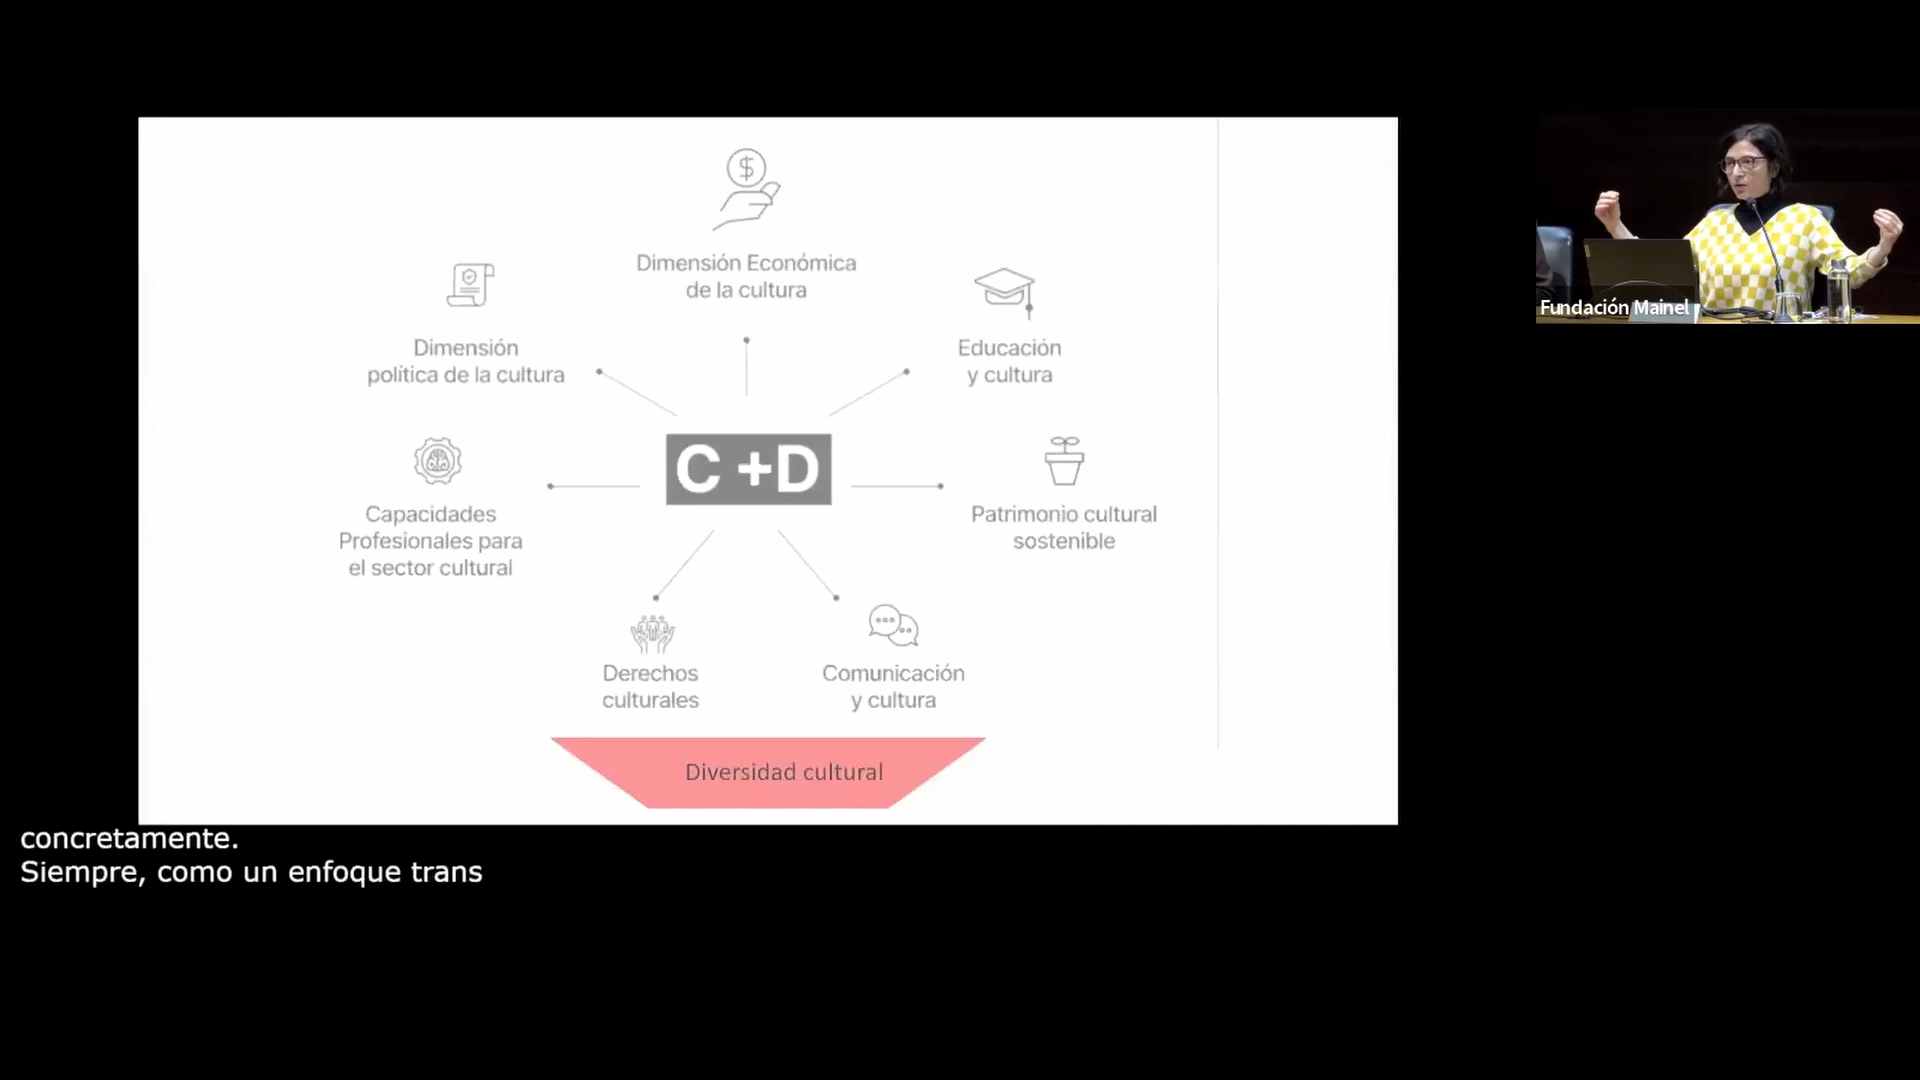 $
Dimensión Económica
de la cultura
Dimensión
política de la cultura
Educación
y cultura
C +D
Capacidades
Profesionales para
el sector cultural
Patrimonio cultural
sostenible
Derechos
culturales
Comunicación
y cultura
Diversidad cultural
Fundación Mainel
concretamente.
Siempre, como un enfoque trans